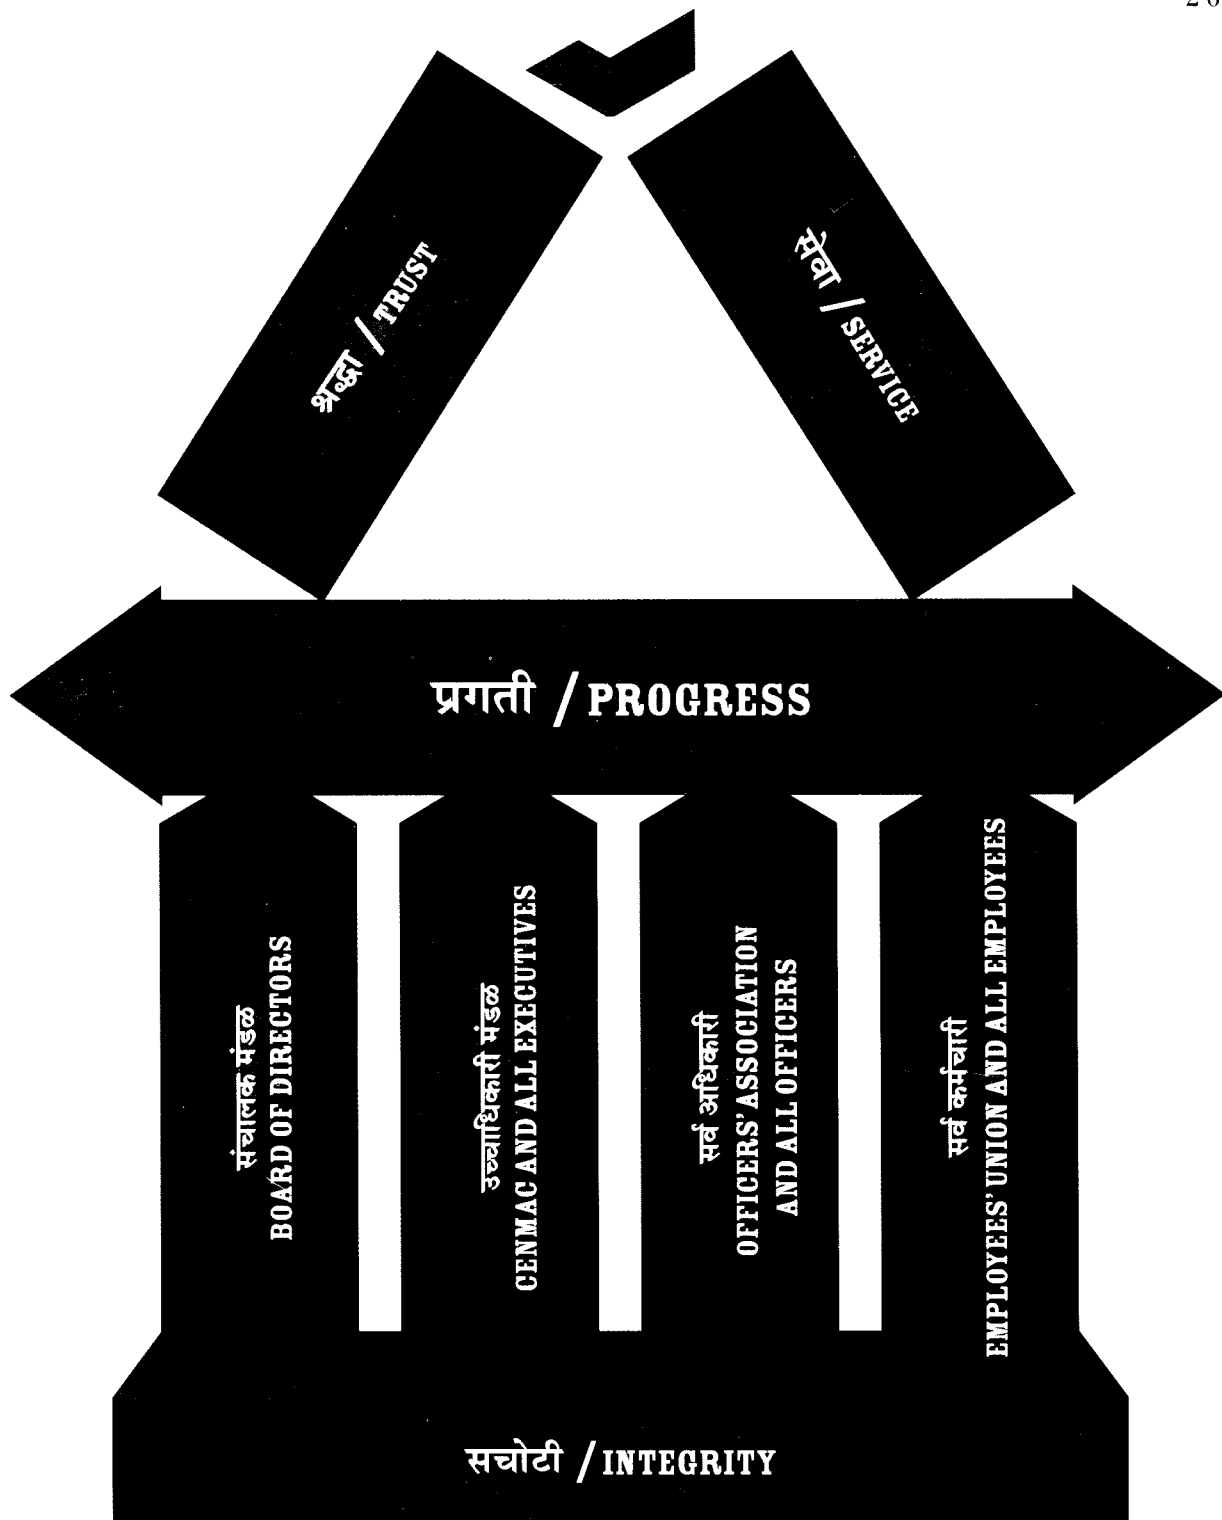 श्रद्धा / TRUST
सेवा / SERVICE
प्रगती / PROGRESS
संचालक मंडळ
BOARD OF DIRECTORS
उच्चाधिकारी मंडळ
CENMAC AND ALL EXECUTIVES
सर्व अधिकारी
OFFICERS' ASSOCIATION
AND ALL OFFICERS
सर्व कर्मचारी
EMPLOYEES' UNION AND ALL EMPLOYEES
सचोटी / INTEGRITY